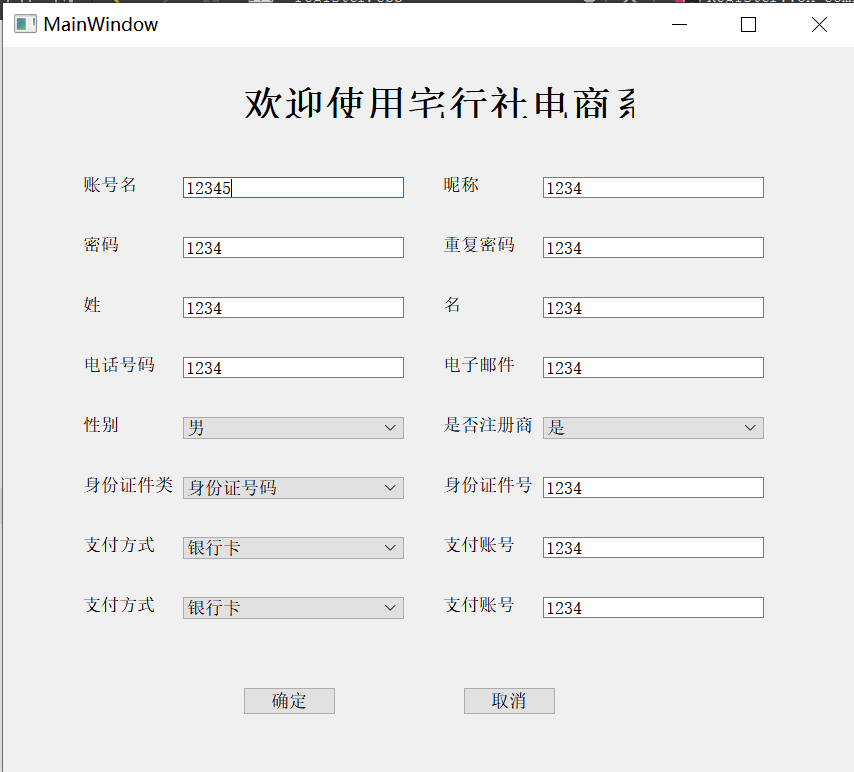 MainWindow
欢迎使用宅行社电商系
账号名 12345 昵称 1234
密码 1234 重复密码 1234
姓 1234 名 1234
电话号码 1234 电子邮件 1234
性别 男 是否注册商 是
身份证件类 身份证号码 身份证件号 1234
支付方式 银行卡 支付账号 1234
支付方式 银行卡 支付账号 1234
确定 取消